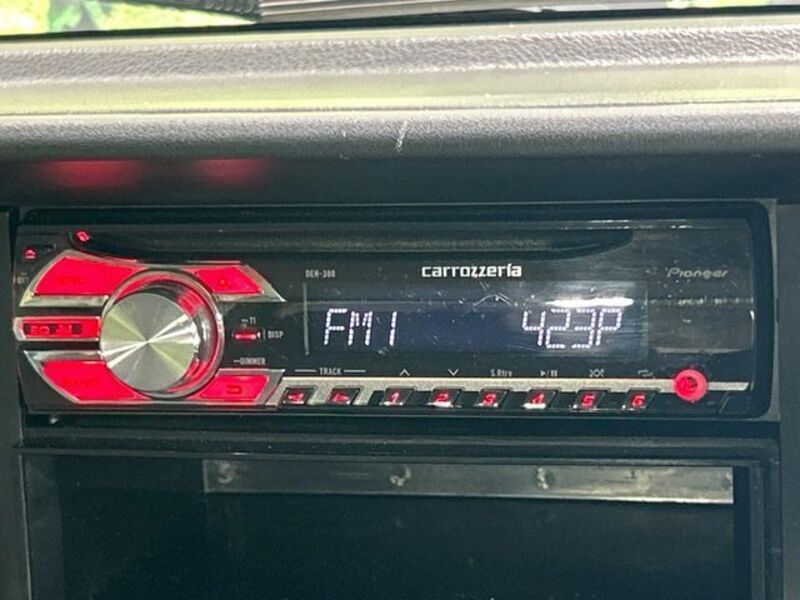 DEH-380
carrozzeria
Pioneer
FM1 423P
DISP
DIMMER
TRACK
S.Rtrv
1 2 3 4 5 6